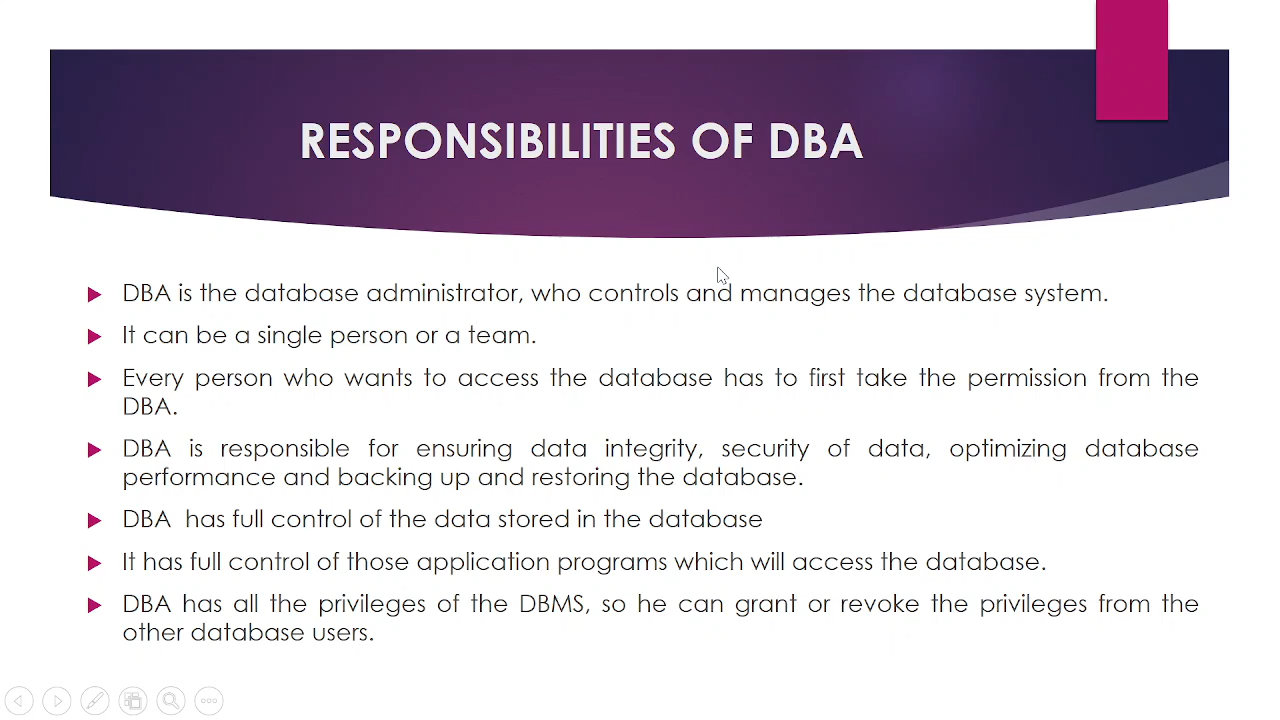 RESPONSIBILITIES OF DBA
DBA is the database administrator, who controls and manages the database system.
It can be a single person or a team.
Every person who wants to access the database has to first take the permission from the
DBA.
DBA is responsible for ensuring data integrity, security of data, optimizing database
performance and backing up and restoring the database.
DBA has full control of the data stored in the database
It has full control of those application programs which will access the database.
DBA has all the privileges of the DBMS, so he can grant or revoke the privileges from the
other database users.